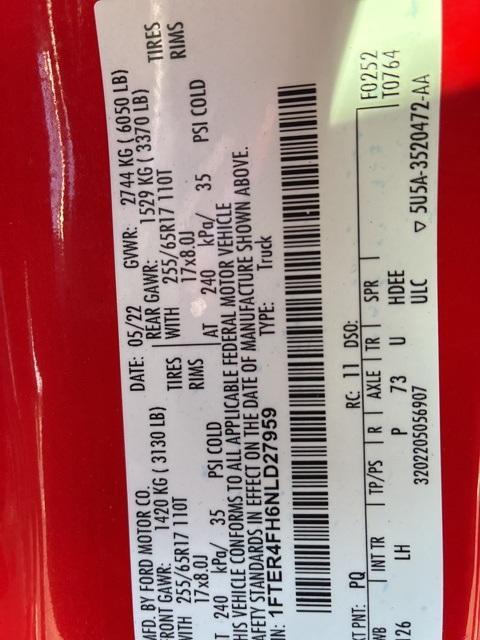 MFD. BY FORD MOTOR CO.
DATE: 05/22 GVWR: 2744 KG ( 6050 LB)
FRONT GAWR: 1420 KG ( 3130 LB) REAR GAWR: 1529 KG ( 3370 LB)
WITH 255/65R17 110T TIRES WITH 255/65R17 110T TIRES
17x8.0J RIMS 17x8.0J RIMS
AT 240 kPa/ 35 PSI COLD AT 240 kPa/ 35 PSI COLD
THIS VEHICLE CONFORMS TO ALL APPLICABLE FEDERAL MOTOR VEHICLE
SAFETY STANDARDS IN EFFECT ON THE DATE OF MANUFACTURE SHOWN ABOVE.
VIN: 1FTER4FH6NLD27959 TYPE: Truck
EXT PNT: PQ RC: 11 DSO: F0252
T0764
WB INT TR TP/PS R AXLE TR SPR
126 LH P 73 U HDEE
3202205056907 ULC ▽ 5U5A-3520472-AA